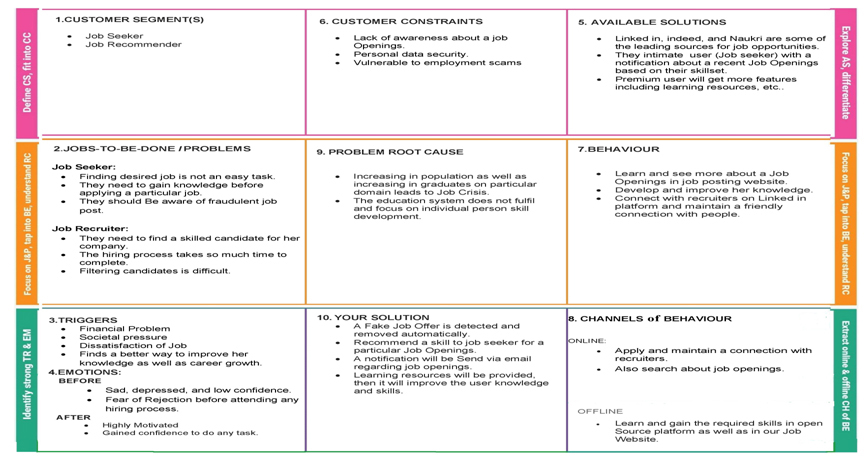 Define CS, fit into CC
1.CUSTOMER SEGMENT(S)
• Job Seeker
• Job Recommender
6. CUSTOMER CONSTRAINTS
• Lack of awareness about a job
Openings.
• Personal data security.
• Vulnerable to employment scams
5. AVAILABLE SOLUTIONS
• Linked in, indeed, and Naukri are some of
the leading sources for job opportunities.
• They intimate user (Job seeker) with a
notification about a recent Job Openings
based on their skillset.
• Premium user will get more features
including learning resources, etc..
Explore AS, differentiate
Focus on J&P, tap into BE, understand RC
2.JOBS-TO-BE-DONE / PROBLEMS
Job Seeker:
• Finding desired job is not an easy task.
• They need to gain knowledge before
applying a particular job.
• They should Be aware of fraudulent job
post.
Job Recruiter:
• They need to find a skilled candidate for her
company.
• The hiring process takes so much time to
complete.
• Filtering candidates is difficult.
9. PROBLEM ROOT CAUSE
• Increasing in population as well as
increasing in graduates on particular
domain leads to Job Crisis.
• The education system does not fulfil
and focus on individual person skill
development.
7.BEHAVIOUR
• Learn and see more about a Job
Openings in job posting website.
• Develop and improve her knowledge.
• Connect with recruiters on Linked in
platform and maintain a friendly
connection with people.
Focus on J&P, tap into BE, understand RC
Identify strong TR & EM
3.TRIGGERS
• Financial Problem
• Societal pressure
• Dissatisfaction of Job
• Finds a better way to improve her
knowledge as well as career growth.
4.EMOTIONS:
BEFORE
• Sad, depressed, and low confidence.
• Fear of Rejection before attending any
hiring process.
AFTER
• Highly Motivated
• Gained confidence to do any task.
10. YOUR SOLUTION
• A Fake Job Offer is detected and
removed automatically.
• Recommend a skill to job seeker for a
particular Job Openings.
• A notification will be Send via email
regarding job openings.
• Learning resources will be provided,
then it will improve the user knowledge
and skills.
8. CHANNELS of BEHAVIOUR
ONLINE:
• Apply and maintain a connection with
recruiters.
• Also search about job openings.
OFFLINE
• Learn and gain the required skills in open
Source platform as well as in our Job
Website.
Extract online & offline CH of BE